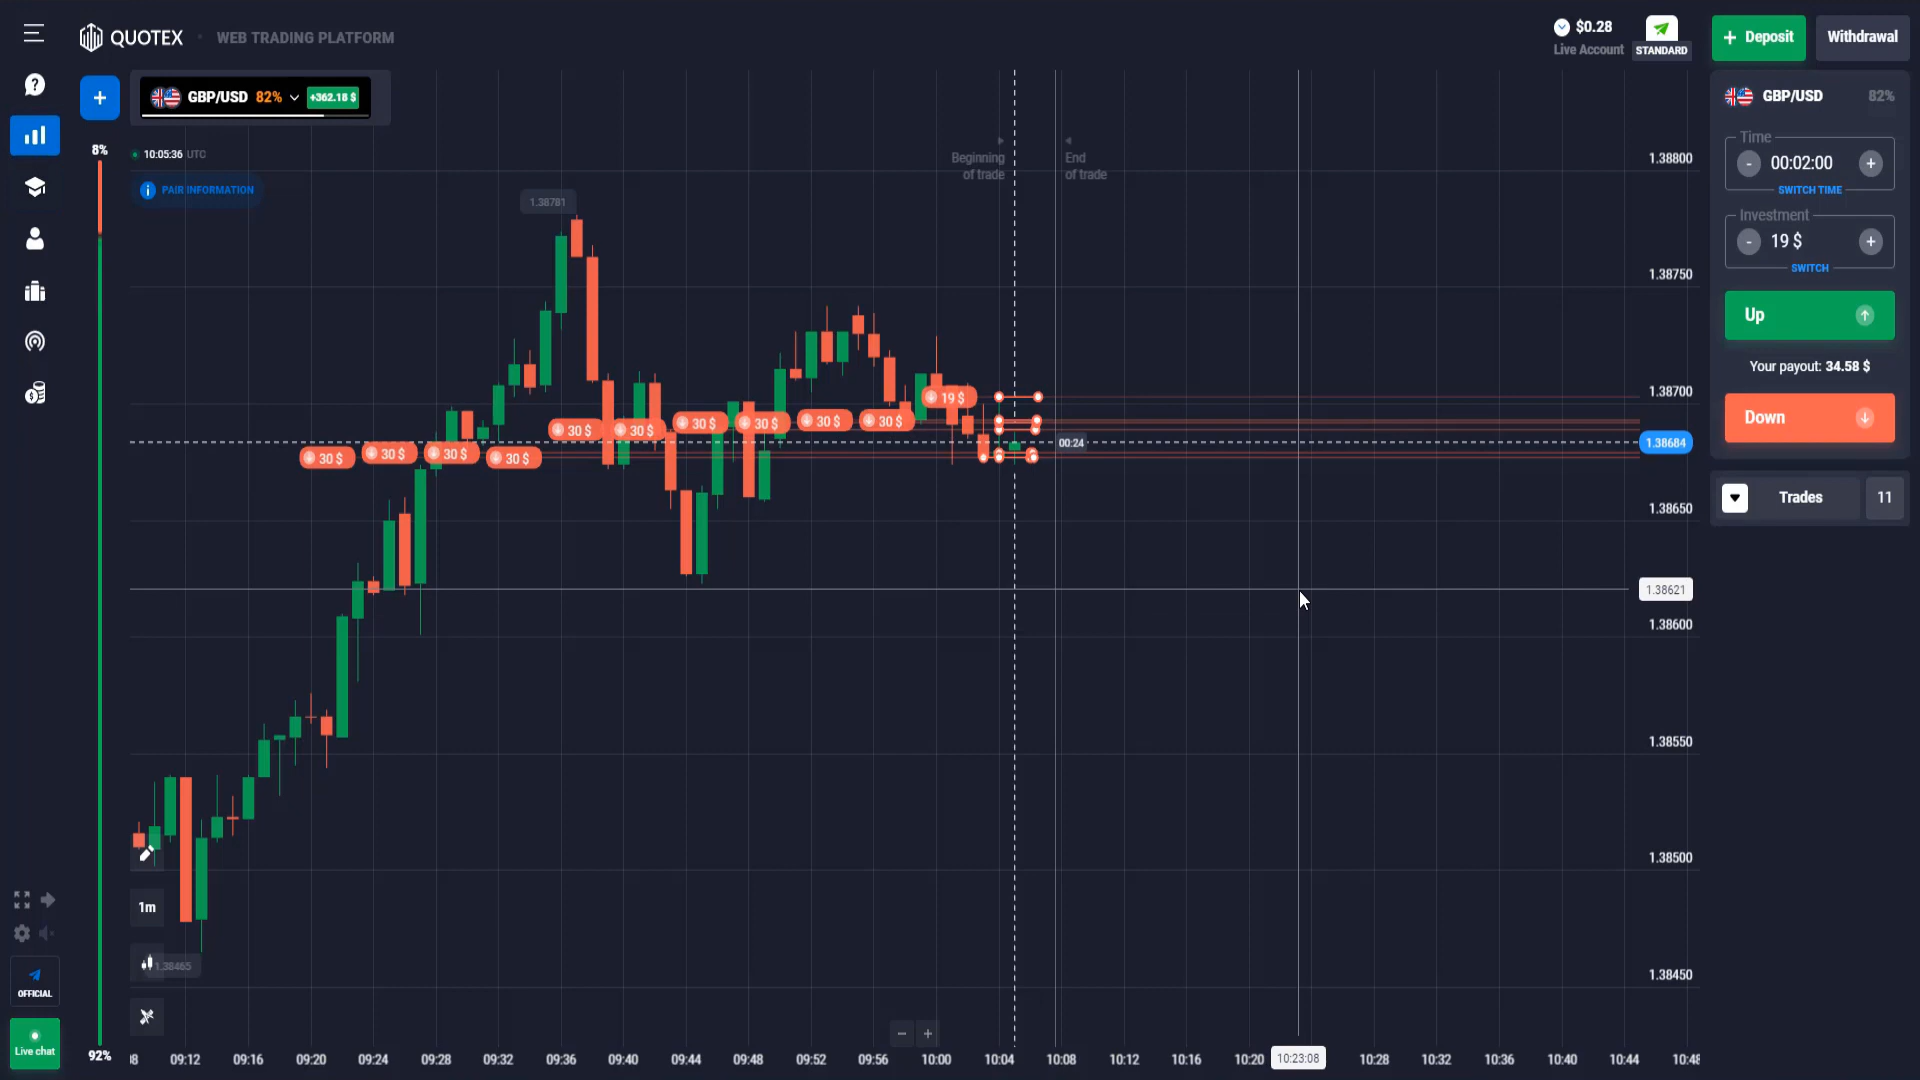 QUOTEX
WEB TRADING PLATFORM
$0.28
Live Account
STANDARD
+ Deposit
Withdrawal
+
GBP/USD 82% +362.18 $
8%
10:05:36 UTC
PAIR INFORMATION
Beginning
of trade
End
of trade
1.38781
1.38800
1.38750
1.38700
1.38684
1.38650
1.38621
1.38600
1.38550
1.38500
1.38450
19 $
30 $
30 $
30 $
30 $
30 $
30 $
30 $
30 $
30 $
30 $
00:24
1.38465
1m
92%
09:12 09:16 09:20 09:24 09:28 09:32 09:36 09:40 09:44 09:48 09:52 09:56 10:00 10:04 10:08 10:12 10:16 10:20 10:23:08 10:28 10:32 10:36 10:40 10:44
GBP/USD 82%
Time
- 00:02:00 +
SWITCH TIME
Investment
- 19 $ +
SWITCH
Up
Your payout: 34.58 $
Down
Trades 11
OFFICIAL
Live chat